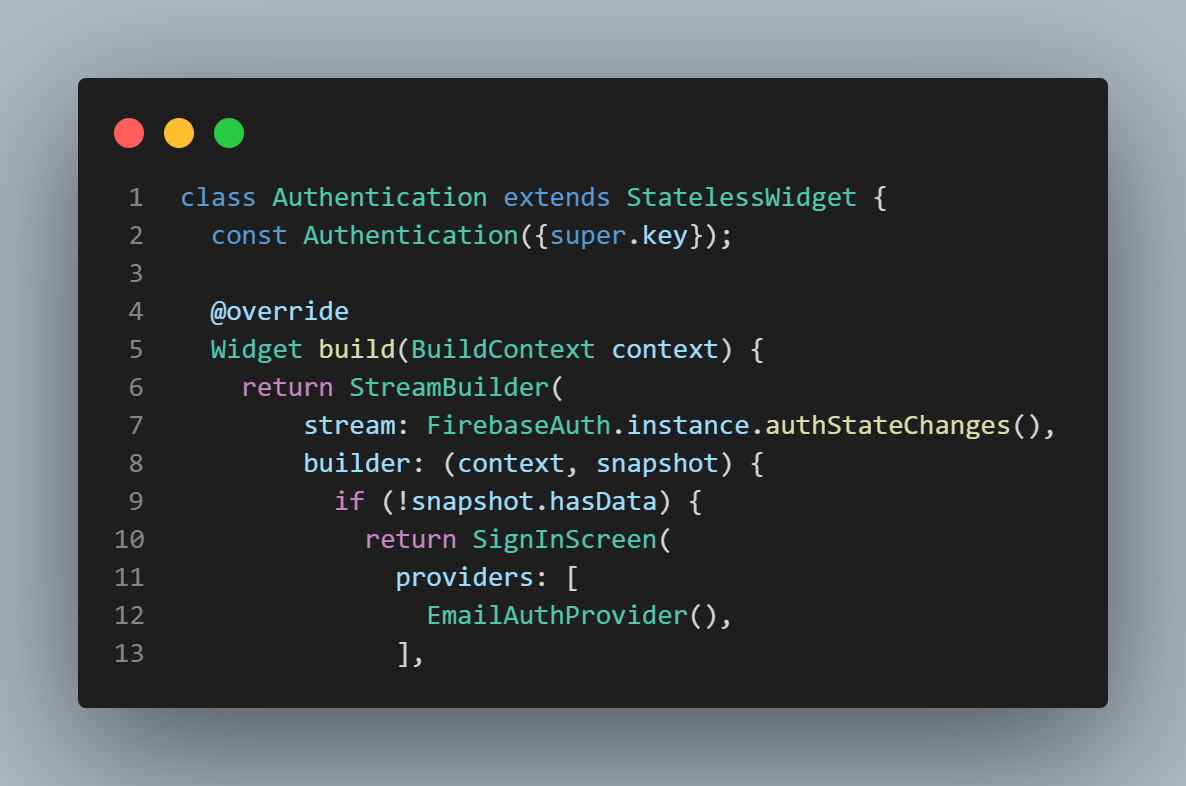 1 class Authentication extends StatelessWidget {
2   const Authentication({super.key});
3
4   @override
5   Widget build(BuildContext context) {
6     return StreamBuilder(
7         stream: FirebaseAuth.instance.authStateChanges(),
8         builder: (context, snapshot) {
9           if (!snapshot.hasData) {
10             return SignInScreen(
11               providers: [
12                 EmailAuthProvider(),
13               ],